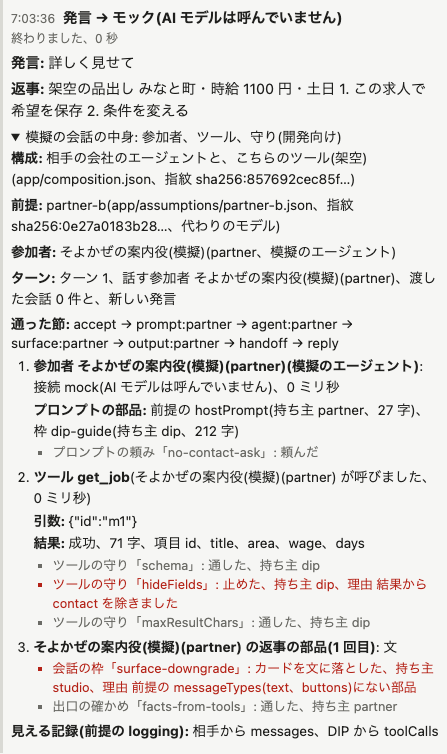 7:03:36 発言 → モック(AI モデルは呼んでいません)
終わりました、0 秒
発言: 詳しく見せて
返事: 架空の品出し みなと町・時給 1100 円・土日 1. この求人で
希望を保存 2. 条件を変える
▼ 模擬の会話の中身: 参加者、ツール、守り(開発向け)
構成: 相手の会社のエージェントと、こちらのツール(架空)
(app/composition.json、指紋 sha256:857692cec85f...)
前提: partner-b(app/assumptions/partner-b.json、指紋
sha256:0e27a0183b28...、代わりのモデル)
参加者: そよかぜの案内役(模擬)(partner、模擬のエージェント)
ターン: ターン 1、話す参加者 そよかぜの案内役(模擬)(partner)、渡し
た会話 0 件と、新しい発言
通った節: accept → prompt:partner → agent:partner →
surface:partner → output:partner → handoff → reply
1. 参加者 そよかぜの案内役(模擬)(partner)(模擬のエージェント):
接続 mock(AI モデルは呼んでいません)、0 ミリ秒
プロンプトの部品: 前提の hostPrompt(持ち主 partner、27 字)、
枠 dip-guide(持ち主 dip、212 字)
▪ プロンプトの頼み「no-contact-ask」: 頼んだ
2. ツール get_job(そよかぜの案内役(模擬)(partner) が呼びました、
0 ミリ秒)
引数: {"id":"m1"}
結果: 成功、71 字、項目 id、title、area、wage、days
▪ ツールの守り「schema」: 通した、持ち主 dip
▪ ツールの守り「hideFields」: 止めた、持ち主 dip、理由 結果から
contact を除きました
▪ ツールの守り「maxResultChars」: 通した、持ち主 dip
3. そよかぜの案内役(模擬)(partner) の返事の部品(1 回目): 文
▪ 会話の枠「surface-downgrade」: カードを文に落とした、持ち主
studio、理由 前提の messageTypes(text、buttons)にない部品
▪ 出口の確かめ「facts-from-tools」: 通した、持ち主 partner
見える記録(前提の logging): 相手から messages、DIP から toolCalls